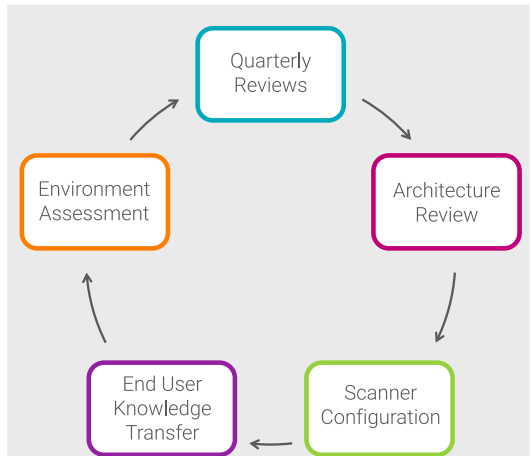 Quarterly
Reviews
Architecture
Review
Scanner
Configuration
End User
Knowledge
Transfer
Environment
Assessment